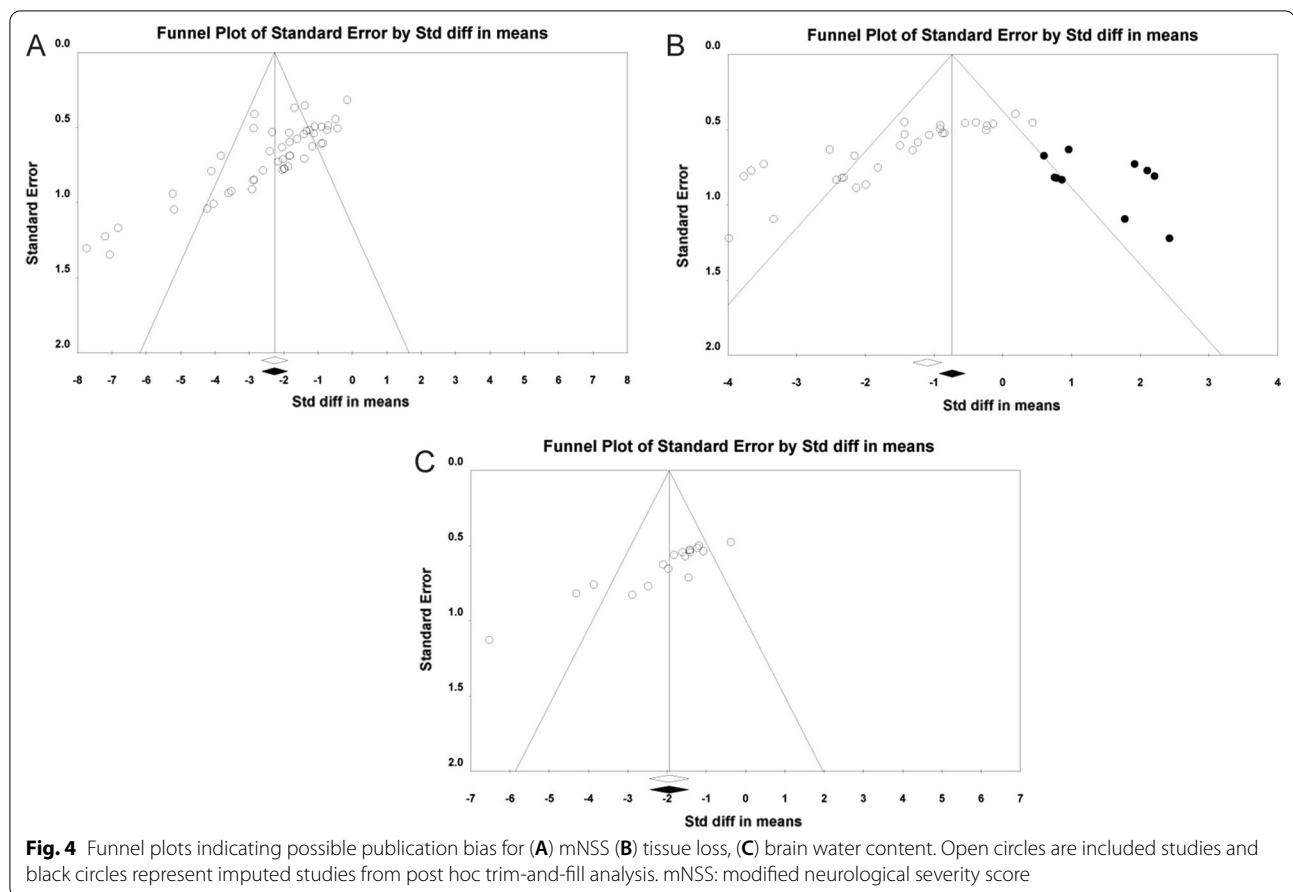 A
Funnel Plot of Standard Error by Std diff in means
0.0
0.5
1.0
1.5
2.0
Standard Error
-8 -7 -6 -5 -4 -3 -2 -1 0 1 2 3 4 5 6 7 8
Std diff in means
B
Funnel Plot of Standard Error by Std diff in means
0.0
0.5
1.0
1.5
2.0
Standard Error
-4 -3 -2 -1 0 1 2 3 4
Std diff in means
C
Funnel Plot of Standard Error by Std diff in means
0.0
0.5
1.0
1.5
2.0
Standard Error
-7 -6 -5 -4 -3 -2 -1 0 1 2 3 4 5 6 7
Std diff in means
Fig. 4 Funnel plots indicating possible publication bias for (A) mNSS (B) tissue loss, (C) brain water content. Open circles are included studies and
black circles represent imputed studies from post hoc trim-and-fill analysis. mNSS: modified neurological severity score